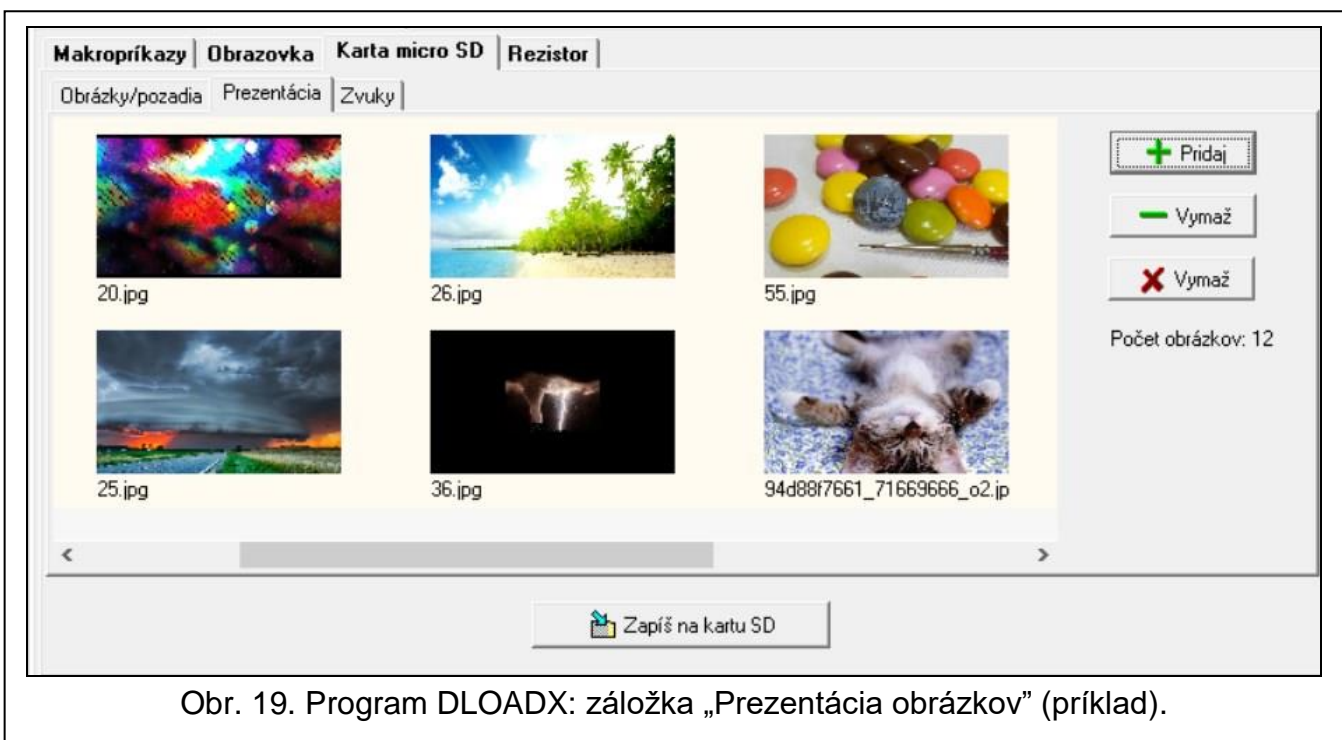 Makropríkazy Obrazovka Karta micro SD Rezistor
Obrázky/pozadia Prezentácia Zvuky
Pridaj
Vymaž
Vymaž
Počet obrázkov: 12
20.jpg 26.jpg 55.jpg
25.jpg 36.jpg 94d88f7661_71669666_o2.jp
Zapíš na kartu SD
Obr. 19. Program DLOADX: záložka „Prezentácia obrázkov” (príklad).